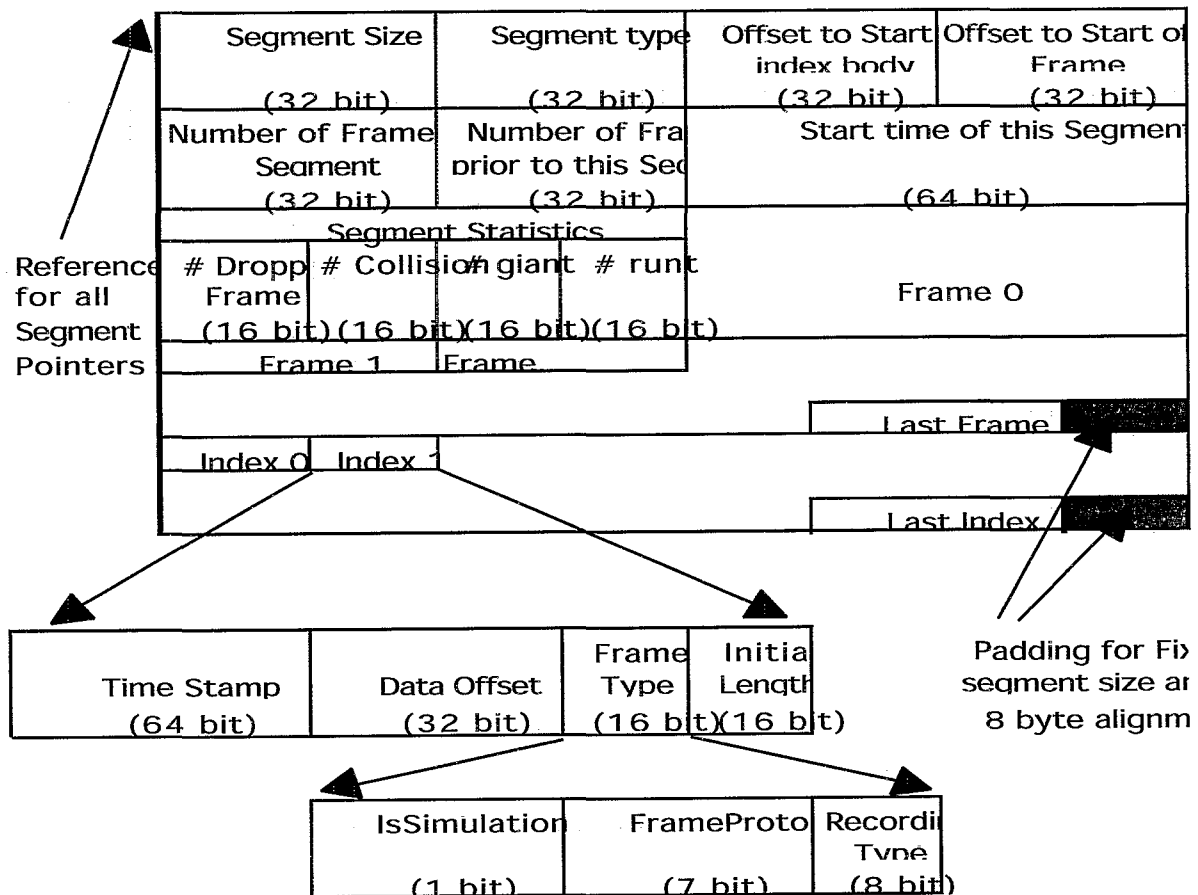 Segment Size
(32 bit)
Segment type
(32 bit)
Offset to Start
index body
(32 bit)
Offset to Start of
Frame
(32 bit)
Number of Frame
Segment
(32 bit)
Number of Fra
prior to this Seg
(32 bit)
Start time of this Segment
(64 bit)
Segment Statistics
# Dropp
Frame
(16 bit)
# Collision
(16 bit)
# giant
(16 bit)
# runt
(16 bit)
Frame 0
Reference
for all
Segment
Pointers
Frame 1
Frame
Last Frame
Index 0
Index 1
Last Index
Time Stamp
(64 bit)
Data Offset
(32 bit)
Frame
Type
(16 bit)
Initia
Length
(16 bit)
Padding for Fix
segment size an
8 byte alignm
IsSimulation
(1 bit)
FrameProto
(7 bit)
Recordi
Type
(8 bit)